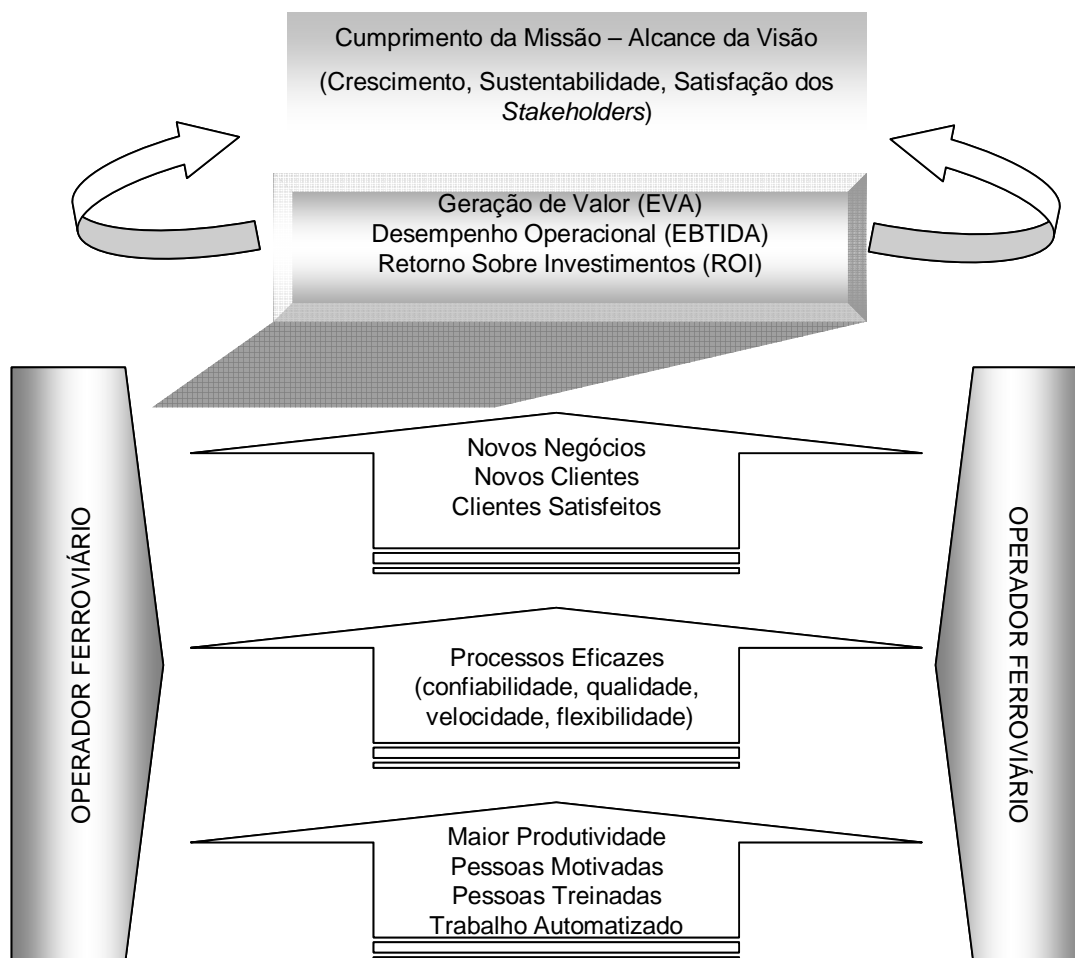 Cumprimento da Missão – Alcance da Visão
(Crescimento, Sustentabilidade, Satisfação dos
Stakeholders)
Geração de Valor (EVA)
Desempenho Operacional (EBTIDA)
Retorno Sobre Investimentos (ROI)
OPERADOR FERROVIÁRIO
Novos Negócios
Novos Clientes
Clientes Satisfeitos
Processos Eficazes
(confiabilidade, qualidade,
velocidade, flexibilidade)
Maior Produtividade
Pessoas Motivadas
Pessoas Treinadas
Trabalho Automatizado
OPERADOR FERROVIÁRIO